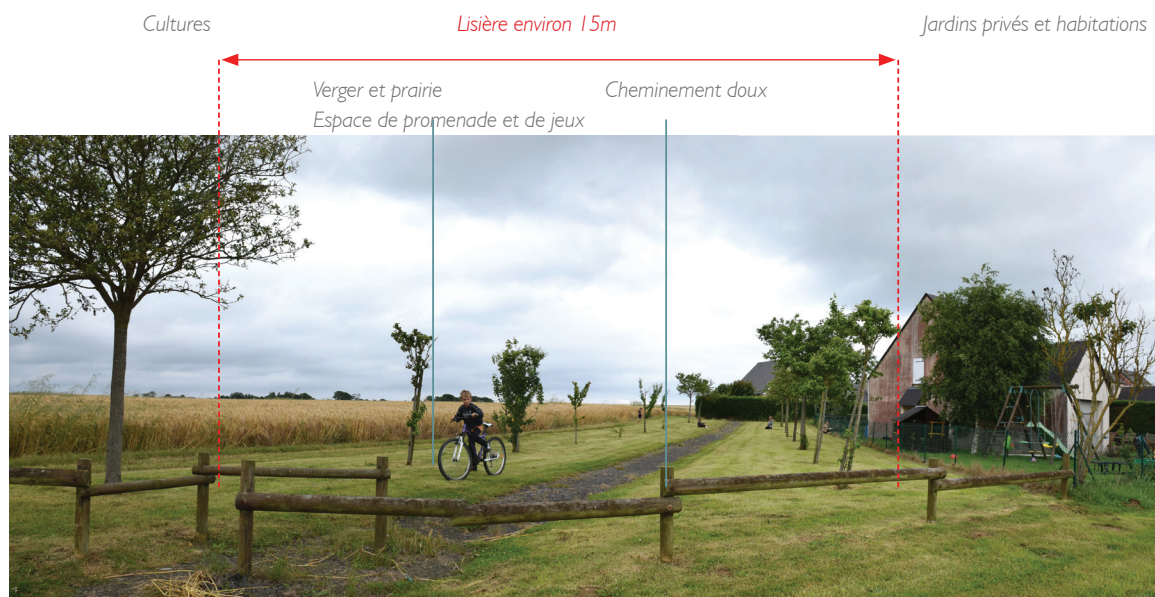 Cultures
Lisière environ 15m
Jardins privés et habitations
Verger et prairie
Espace de promenade et de jeux
Cheminement doux